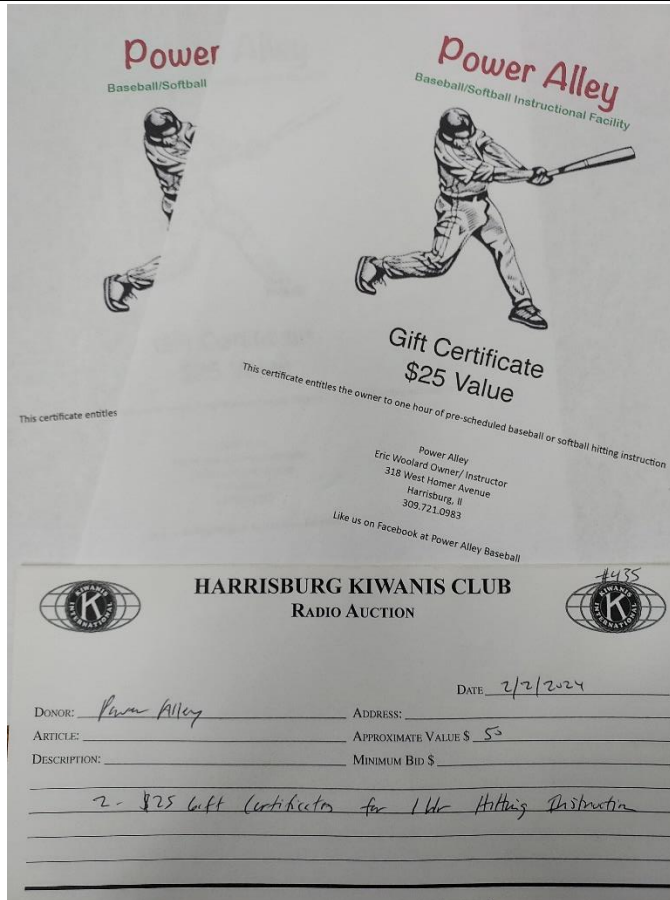 Power
Baseball/Softball
This certificate entitles
Power Alley
Baseball/Softball Instructional Facility
Gift Certificate
$25 Value
This certificate entitles the owner to one hour of pre-scheduled baseball or softball hitting instruction
Power Alley
Eric Woolard Owner/ Instructor
318 West Homer Avenue
Harrisburg, Il
309.721.0983
Like us on Facebook at Power Alley Baseball
#435
KIWANIS
K
INTERNATIONAL
HARRISBURG KIWANIS CLUB
RADIO AUCTION
KIWANIS
K
INTERNATIONAL
DATE 2/2/2024
DONOR: Power Alley
ADDRESS:
ARTICLE:
APPROXIMATE VALUE $ 50
DESCRIPTION:
MINIMUM BID $
2- $25 Gift Certificates for 1 Hr Hitting Instruction